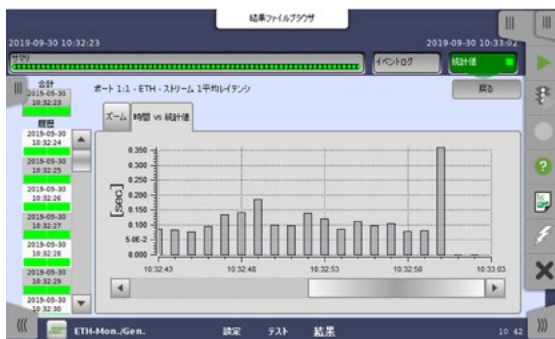 結果ファイルブラウザ
2019-09-30 10:32:23
2019-09-30 10:33:02
サマリ
イベントログ
統計値
合計
2019-09-30
10:32:23
履歴
2019-09-30
10:32:24
2019-09-30
10:32:25
2019-09-30
10:32:26
2019-09-30
10:32:27
2019-09-30
10:32:28
2019-09-30
10:32:29
2019-09-30
10:32:30
ポート 1:1 - ETH - ストリーム 1平均レイテンシ
戻る
ズーム
時間 vs 統計値
[sec]
0.350
0.300
0.250
0.200
0.150
0.100
5.0E-2
0.000
10:32:43
10:32:48
10:32:53
10:32:58
10:33:03
ETH-Mon./Gen.
設定
テスト
結果
10 42